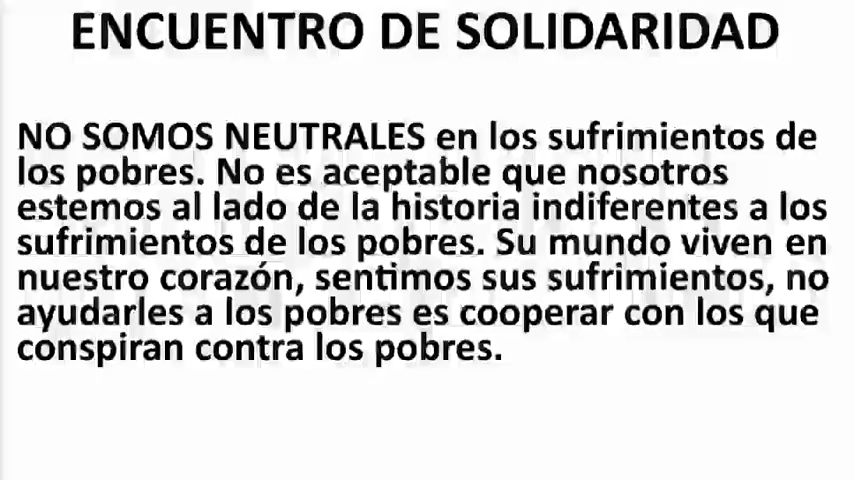 ENCUENTRO DE SOLIDARIDAD
NO SOMOS NEUTRALES en los sufrimientos de
los pobres. No es aceptable que nosotros
estemos al lado de la historia indiferentes a los
sufrimientos de los pobres. Su mundo viven en
nuestro corazón, sentimos sus sufrimientos, no
ayudarles a los pobres es cooperar con los que
conspiran contra los pobres.